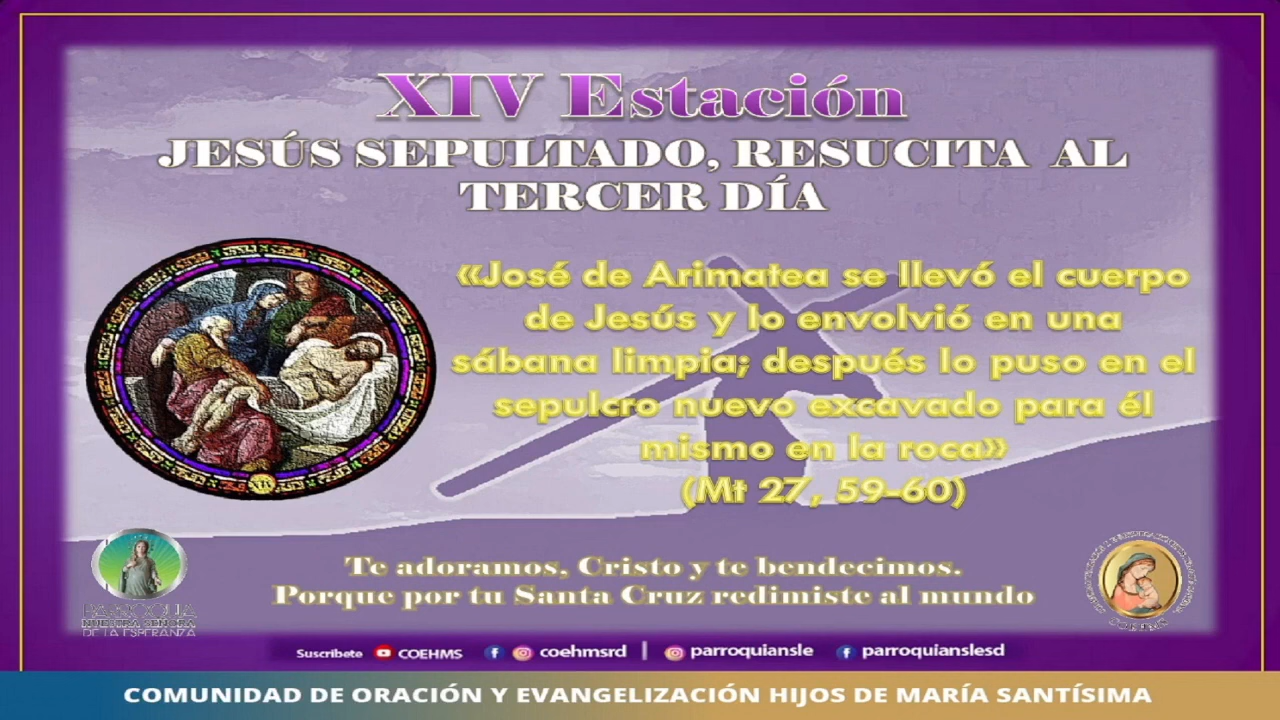 XIV Estación
JESÚS SEPULTADO, RESUCITA AL
TERCER DÍA
«José de Arimatea se llevó el cuerpo
de Jesús y lo envolvió en una
sábana limpia; después lo puso en el
sepulcro nuevo excavado para él
mismo en la roca»
(Mt 27, 59-60)
XIV
Te adoramos, Cristo y te bendecimos.
Porque por tu Santa Cruz redimiste al mundo
PARROQUIA
NUESTRA SEÑORA
DE LA ESPERANZA
COEHMS
Suscribete COEHMS coehmsrd | parroquiansle parroquianslesd
COMUNIDAD DE ORACIÓN Y EVANGELIZACIÓN HIJOS DE MARÍA SANTÍSIMA